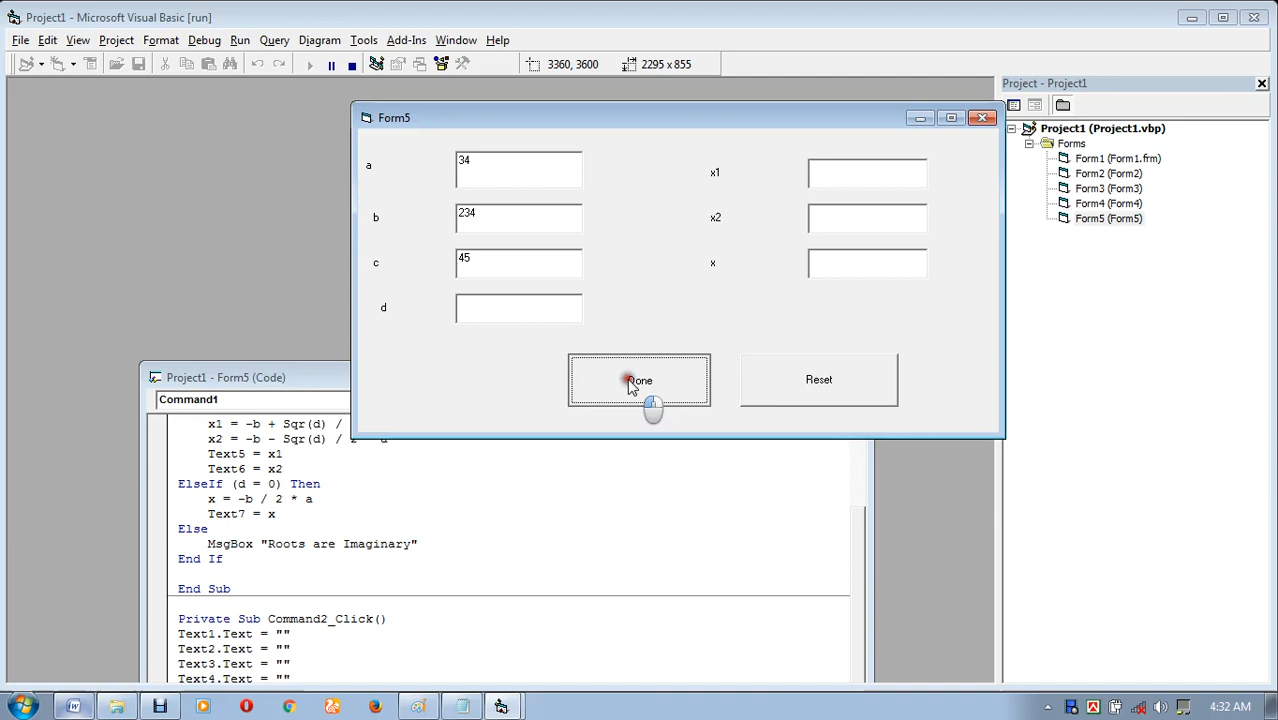 Project1 - Microsoft Visual Basic [run]
File Edit View Project Format Debug Run Query Diagram Tools Add-Ins Window Help
3360, 3600 2295 x 855
Project - Project1
Project1 (Project1.vbp)
Forms
Form1 (Form1.frm)
Form2 (Form2)
Form3 (Form3)
Form4 (Form4)
Form5 (Form5)
Form5
a 34 x1
b 234 x2
c 45 x
d
Done Reset
Project1 - Form5 (Code)
Command1
x1 = -b + Sqr(d) /
x2 = -b - Sqr(d) /
Text5 = x1
Text6 = x2
ElseIf (d = 0) Then
x = -b / 2 * a
Text7 = x
Else
MsgBox "Roots are Imaginary"
End If
End Sub
Private Sub Command2_Click()
Text1.Text = ""
Text2.Text = ""
Text3.Text = ""
Text4.Text = ""
4:32 AM